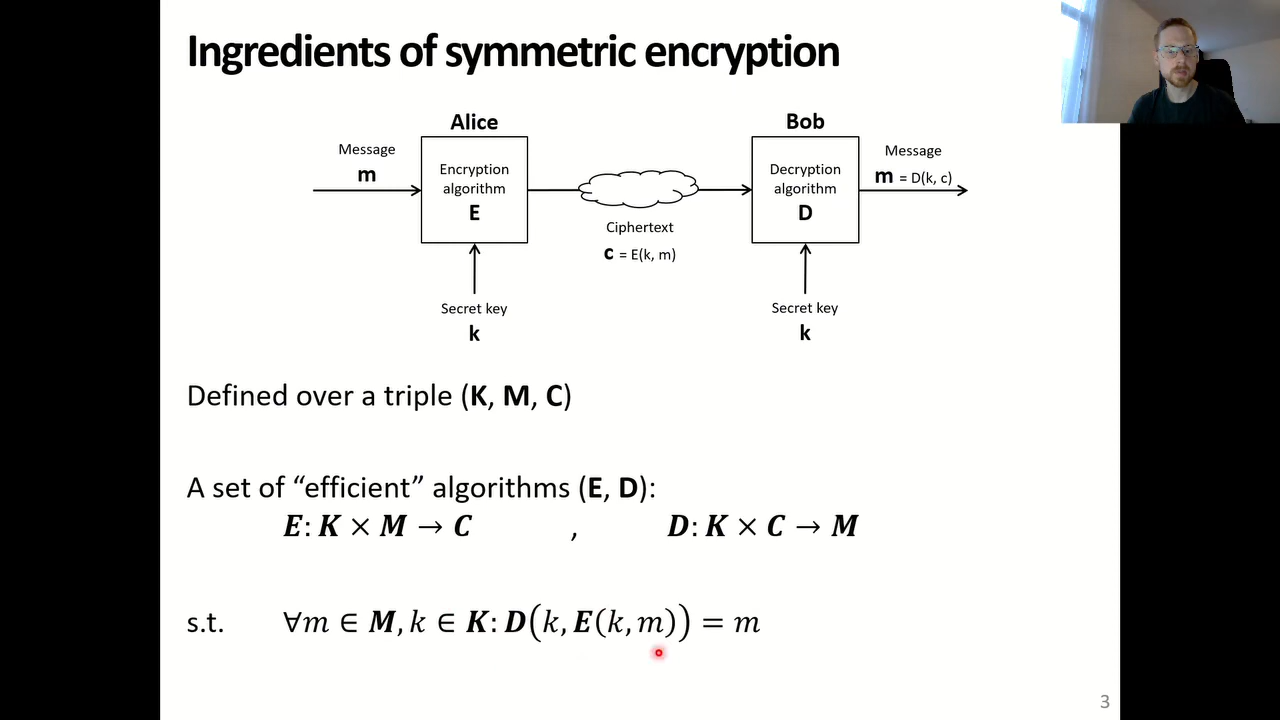 Ingredients of symmetric encryption
Alice
Bob
Message
m
Encryption
algorithm
E
Ciphertext
c = E(k, m)
Decryption
algorithm
D
Message
m = D(k, c)
Secret key
k
Secret key
k
Defined over a triple (K, M, C)
A set of “efficient” algorithms (E, D):
E: K × M → C , D: K × C → M
s.t. ∀m ∈ M, k ∈ K: D(k, E(k, m)) = m
3